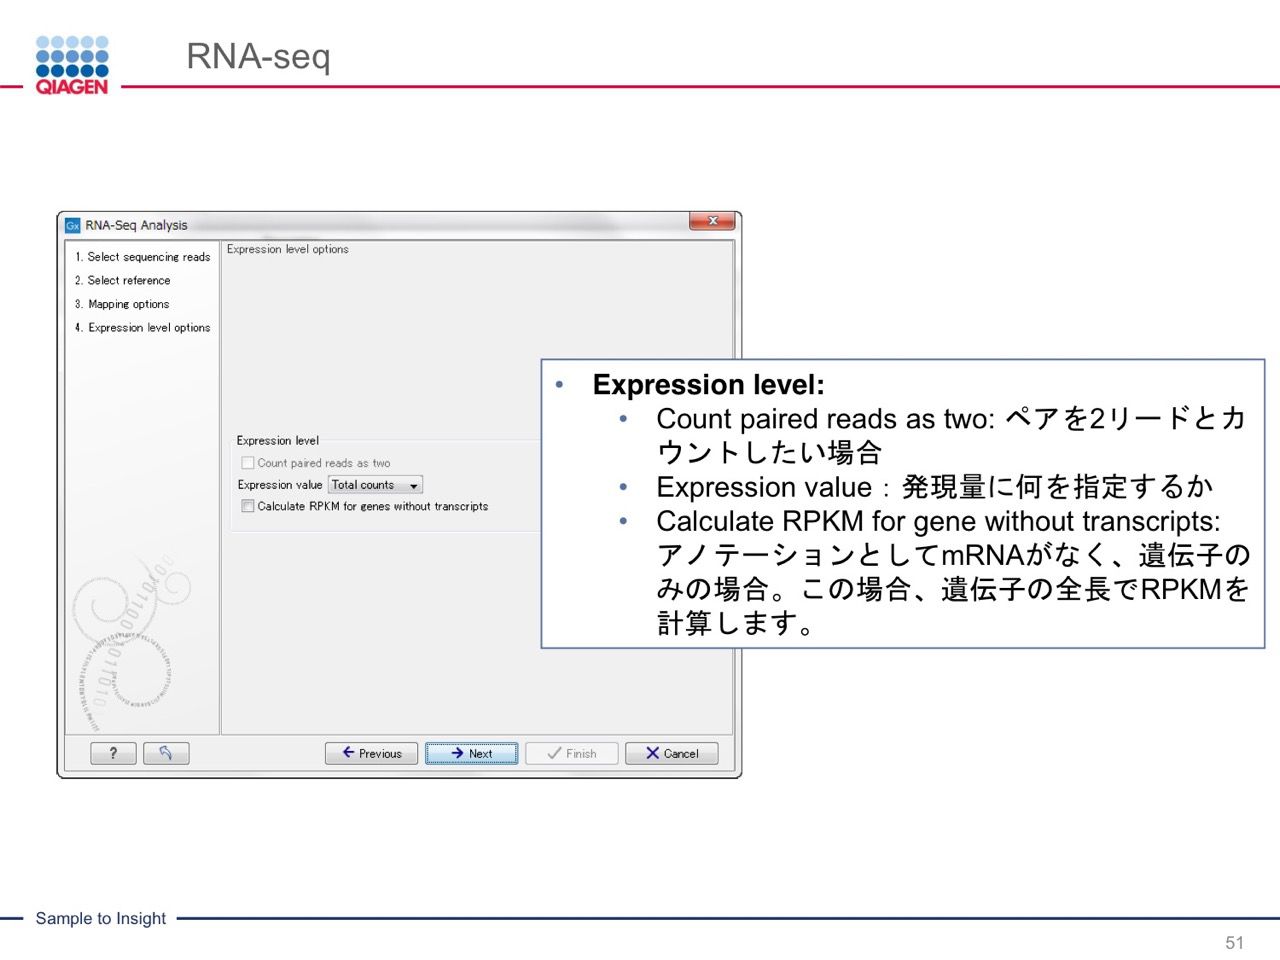 RNA-seq
QIAGEN
Gx RNA-Seq Analysis
1. Select sequencing reads
2. Select reference
3. Mapping options
4. Expression level options
Expression level options
Expression level
Count paired reads as two
Expression value Total counts
Calculate RPKM for genes without transcripts
? Previous Next Finish Cancel
• Expression level:
• Count paired reads as two: ペアを2リードとカ
ウントしたい場合
• Expression value：発現量に何を指定するか
• Calculate RPKM for gene without transcripts:
アノテーションとしてmRNAがなく、遺伝子の
みの場合。この場合、遺伝子の全長でRPKMを
計算します。
Sample to Insight
51